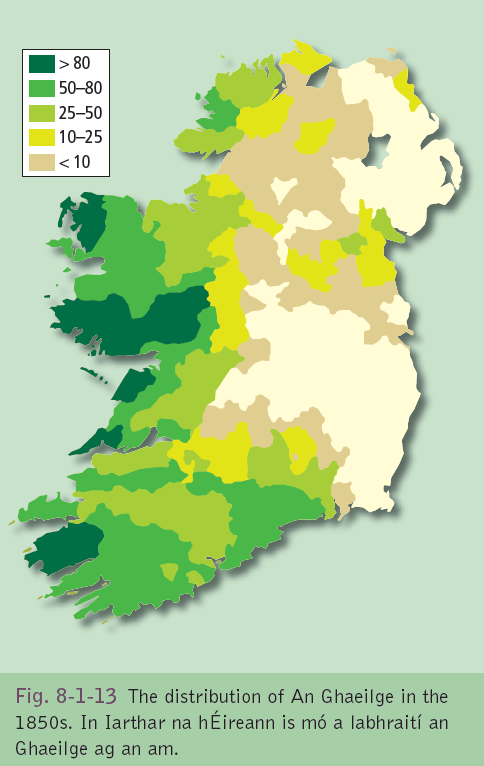 > 80
50–80
25–50
10–25
< 10
Fig. 8-1-13 The distribution of An Ghaeilge in the
1850s. In Iarthar na hÉireann is mó a labhraítí an
Ghaeilge ag an am.